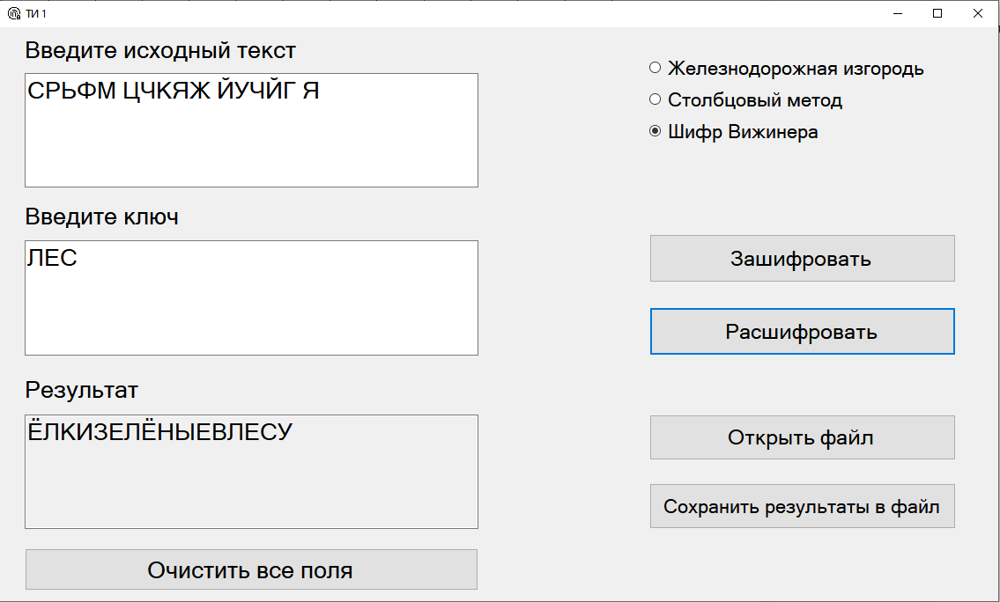 ТИ 1
Введите исходный текст
СРЬФМ ЦЧКЯЖ ЙУЧЙГ Я
Введите ключ
ЛЕС
Результат
ЁЛКИЗЕЛЁНЫЕВЛЕСУ
Очистить все поля
Железнодорожная изгородь
Столбцовый метод
Шифр Вижинера
Зашифровать
Расшифровать
Открыть файл
Сохранить результаты в файл